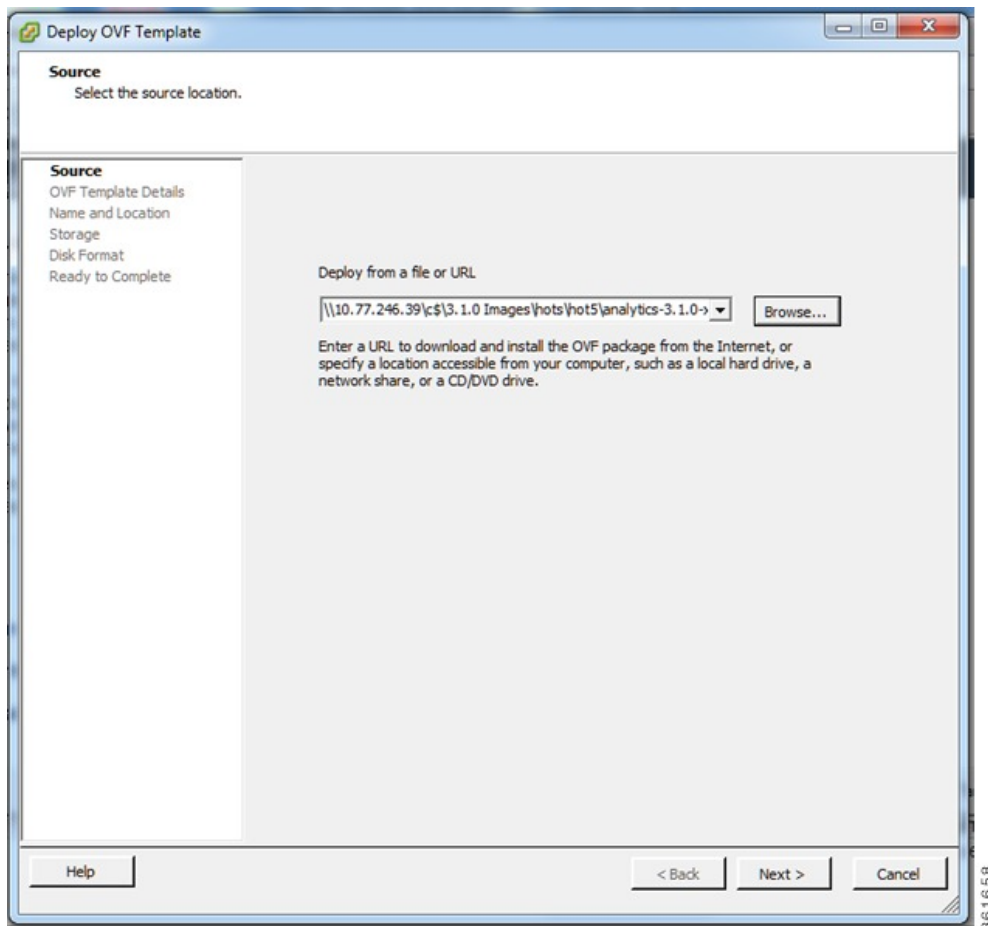 Deploy OVF Template
Source
Select the source location.
Source
OVF Template Details
Name and Location
Storage
Disk Format
Ready to Complete
Deploy from a file or URL
\\10.77.246.39\c$\3.1.0 Images\hots\hot5\analytics-3.1.0-
Browse...
Enter a URL to download and install the OVF package from the Internet, or
specify a location accessible from your computer, such as a local hard drive, a
network share, or a CD/DVD drive.
Help
< Back
Next >
Cancel
361658